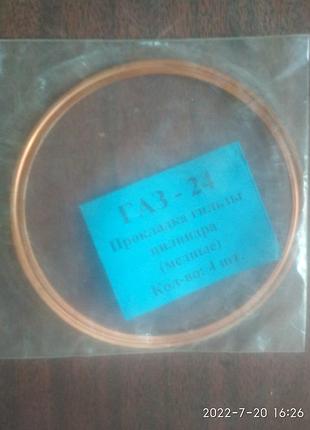 ГАЗ - 24
Прокладка гильзы
цилиндра
(медные)
Кол-во: 4 шт.
2022-7-20 16:26